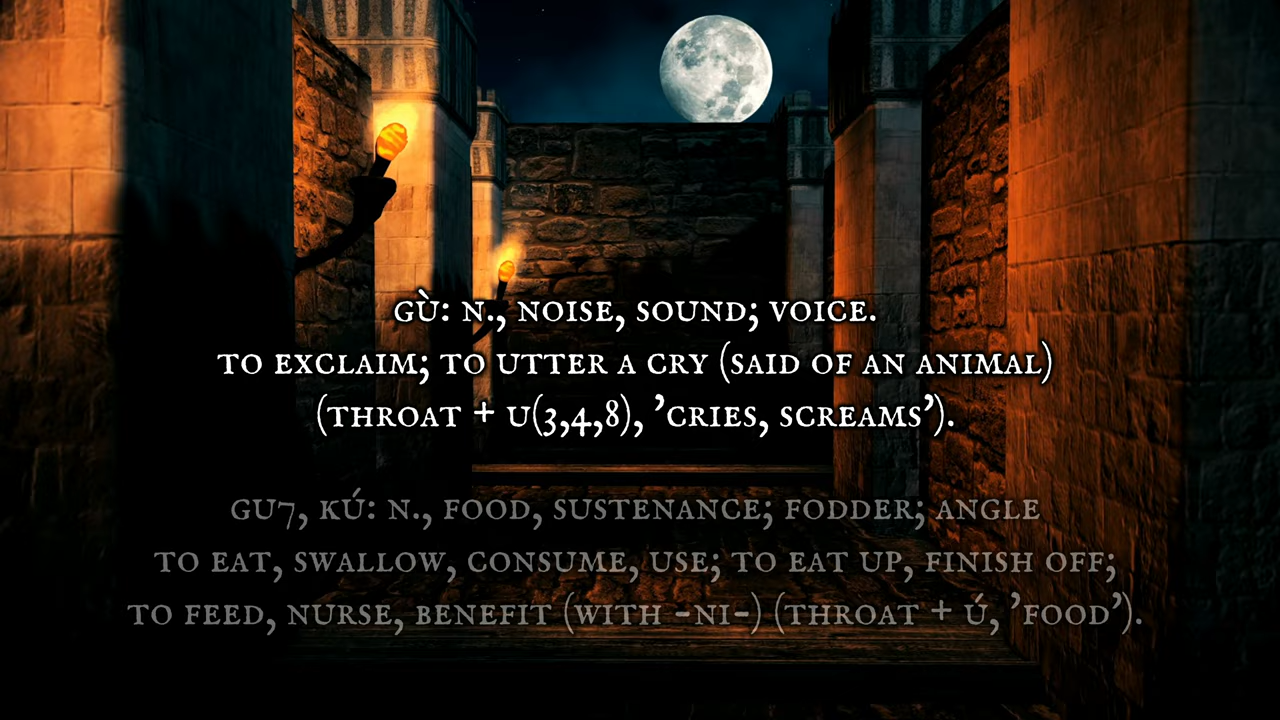 GÙ: N., NOISE, SOUND; VOICE.
TO EXCLAIM; TO UTTER A CRY (SAID OF AN ANIMAL)
(THROAT + U(3,4,8), 'CRIES, SCREAMS').
GU7, KÚ: N., FOOD, SUSTENANCE; FODDER; ANGLE
TO EAT, SWALLOW, CONSUME, USE; TO EAT UP, FINISH OFF;
TO FEED, NURSE, BENEFIT (WITH -NI-) (THROAT + Ú, 'FOOD').